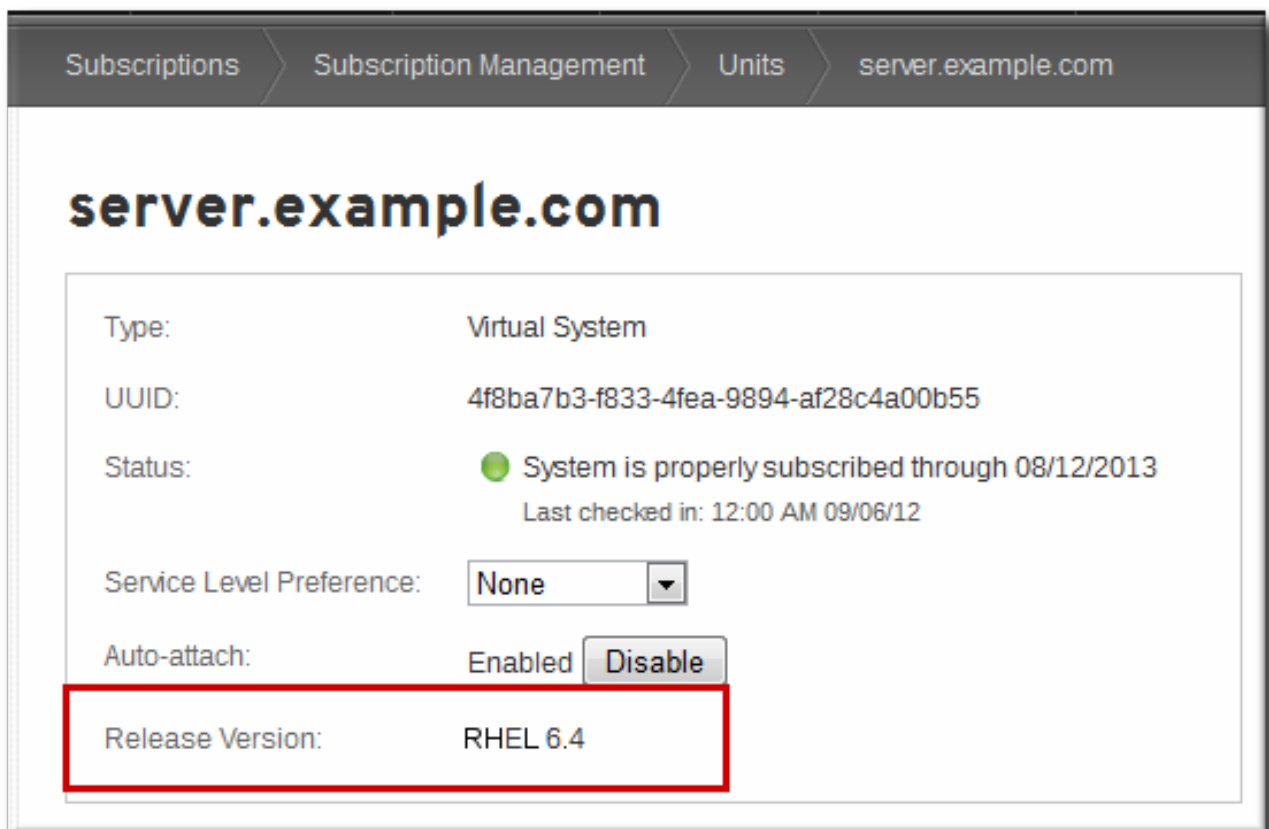 Subscriptions Subscription Management Units server.example.com
server.example.com
Type: Virtual System
UUID: 4f8ba7b3-f833-4fea-9894-af28c4a00b55
Status: System is properly subscribed through 08/12/2013
Last checked in: 12:00 AM 09/06/12
Service Level Preference: None
Auto-attach: Enabled Disable
Release Version: RHEL 6.4